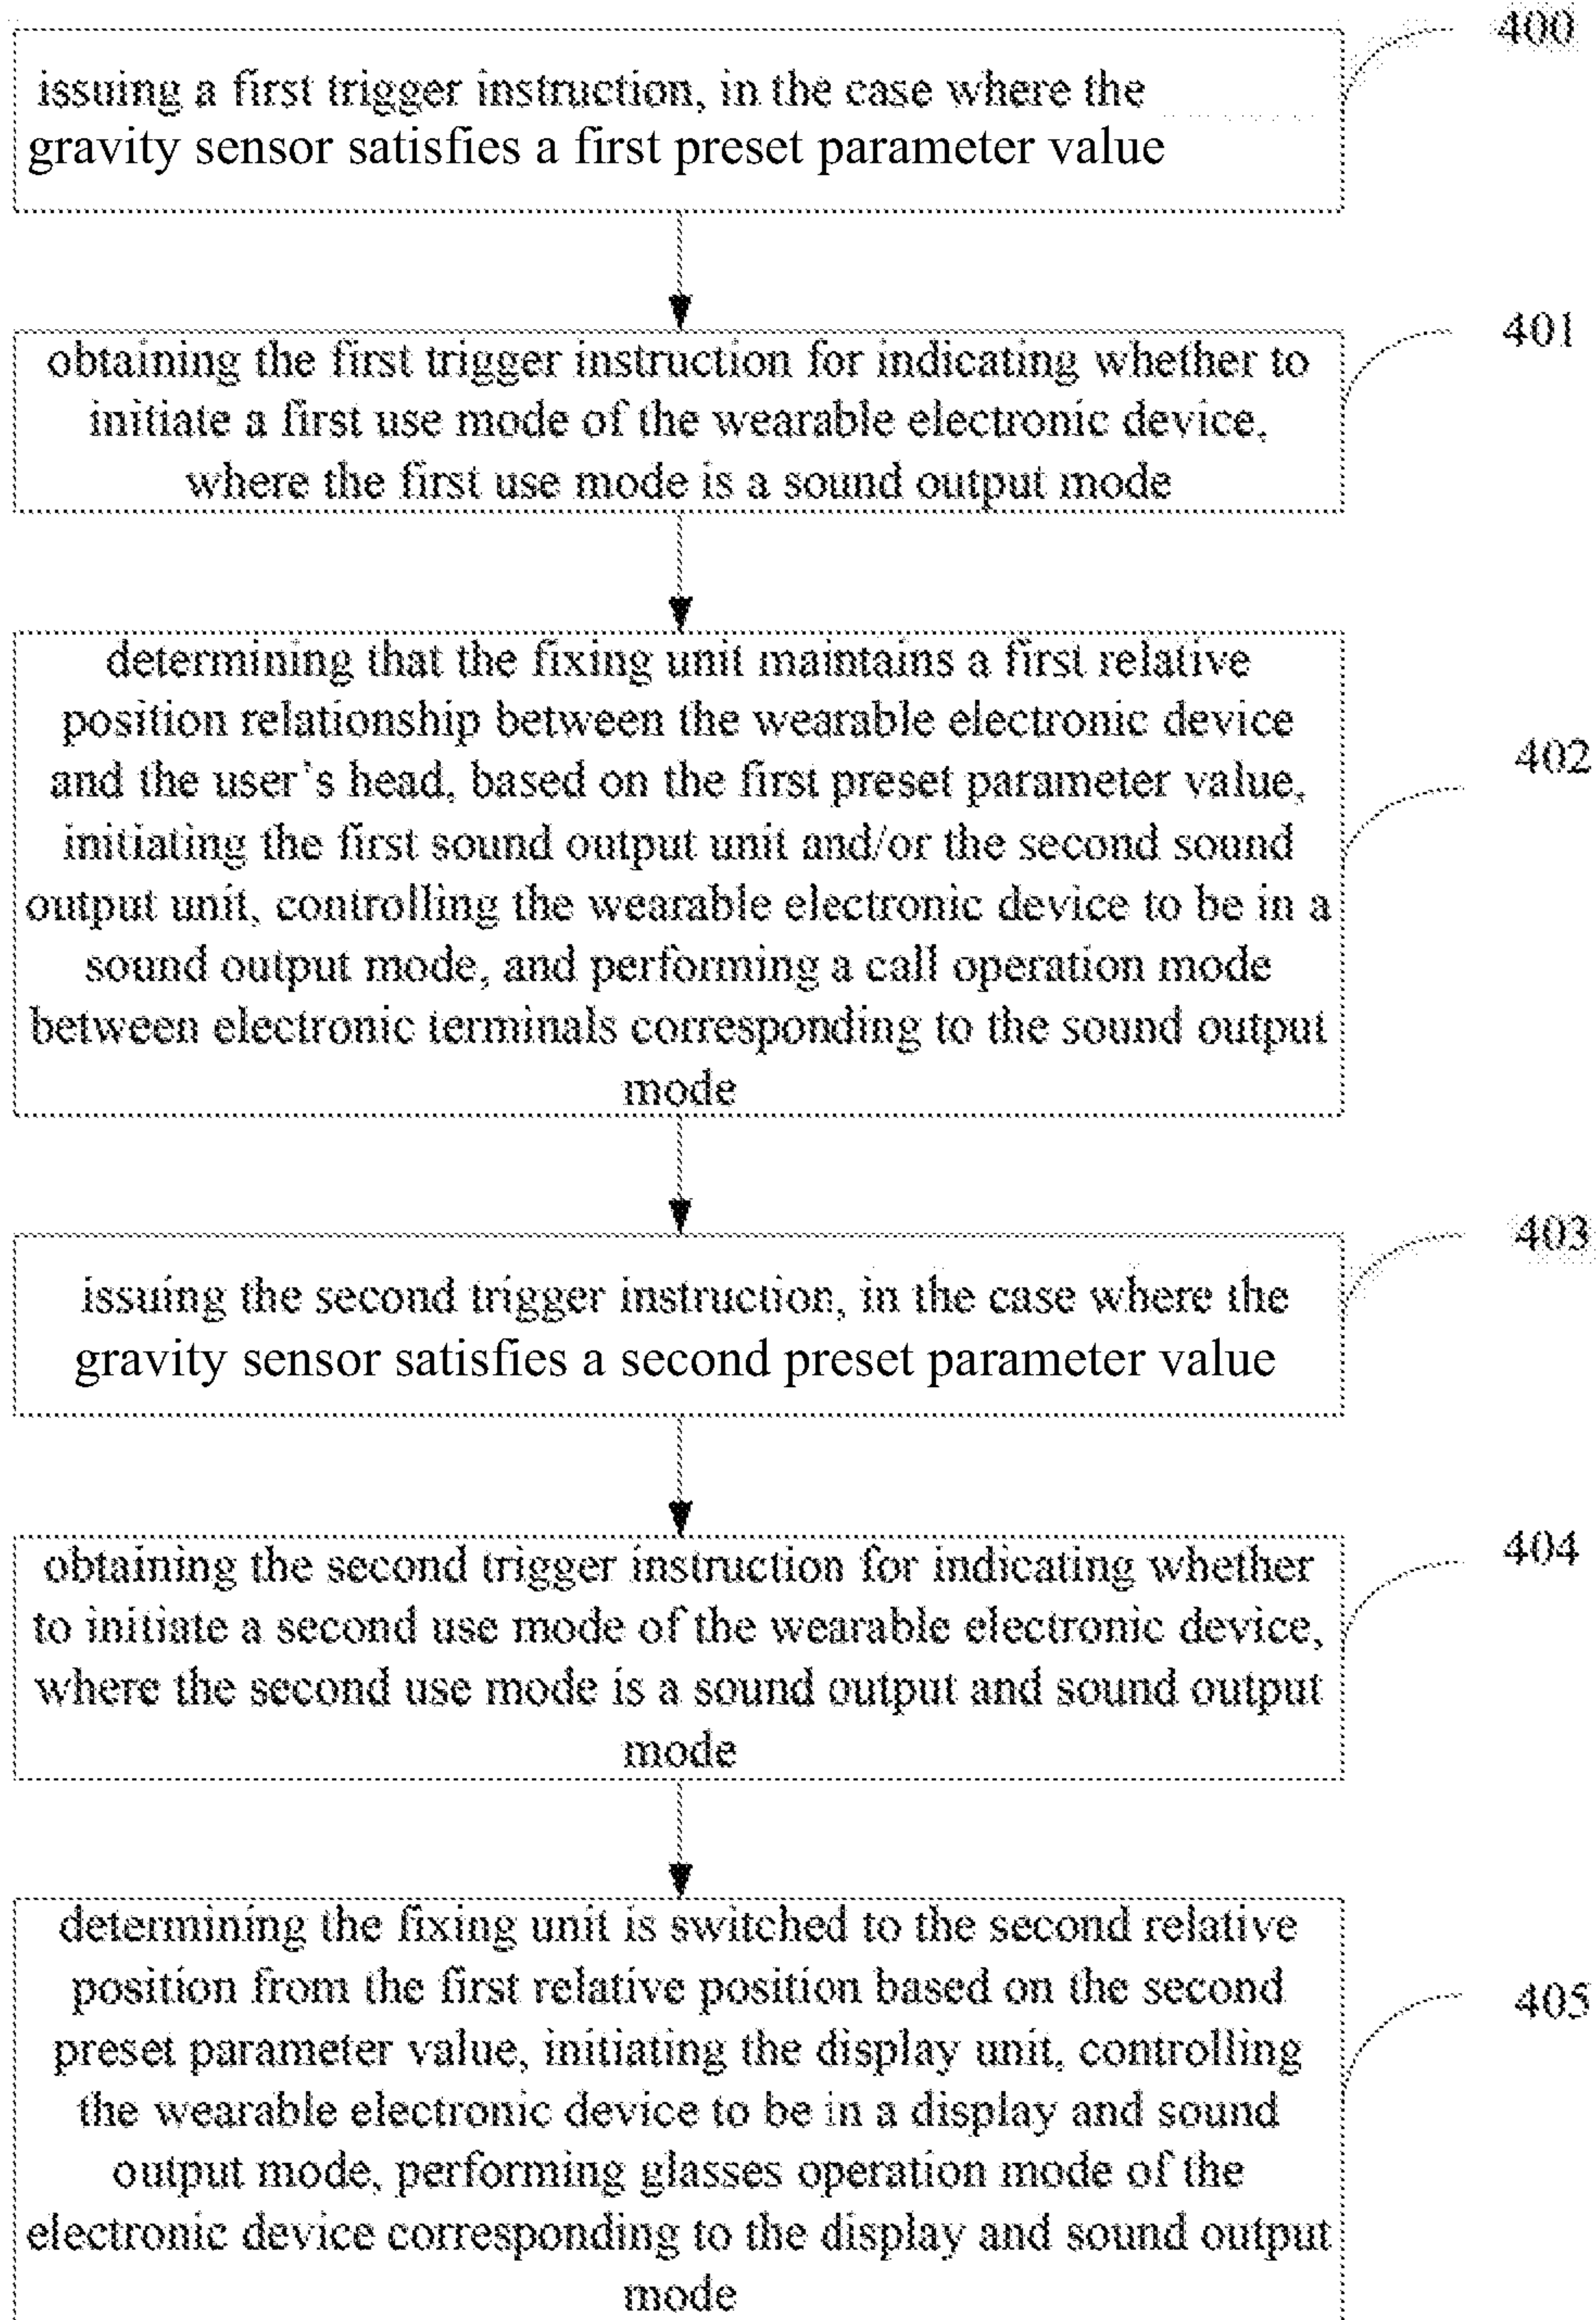 400
issuing a first trigger instruction, in the case where the
gravity sensor satisfies a first preset parameter value
401
obtaining the first trigger instruction for indicating whether to
initiate a first use mode of the wearable electronic device,
where the first use mode is a sound output mode
determining that the fixing unit maintains a first relative
position relationship between the wearable electronic device
402
and the user's head, based on the first preset parameter value,
initiating the first sound output unit and/or the second sound
output unit, controlling the wearable electronic device to be in a
sound output mode, and performing a call operation mode
between electronic terminals corresponding to the sound output
mode
403
issuing the second trigger instruction, in the case where the
gravity sensor satisfies a second preset parameter value
404
obtaining the second trigger instruction for indicating whether
to initiate a second use mode of the wearable electronic device,
where the second use mode is a sound output and sound output
mode
determining the fixing unit is switched to the second relative
position from the first relative position based on the second
405
preset parameter value, initiating the display unit, controlling
the wearable electronic device to be in a display and sound
output mode, performing glasses operation mode of the
electronic device corresponding to the display and sound output
mode